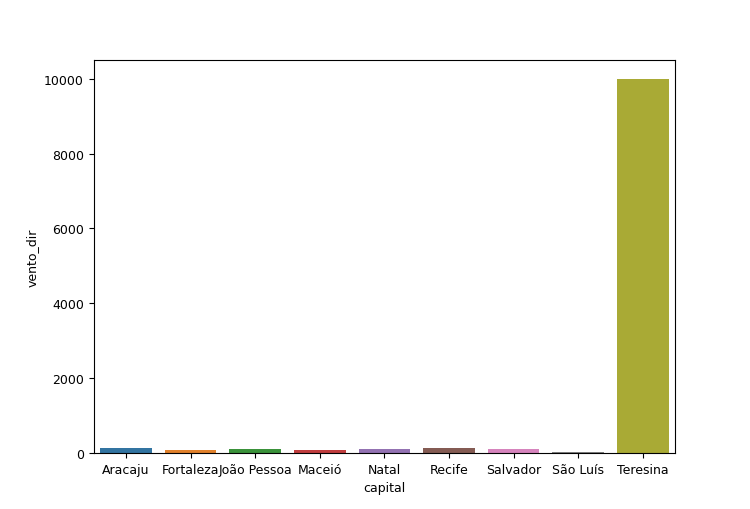 10000
8000
6000
4000
2000
0
vento_dir
Aracaju Fortaleza João Pessoa Maceió Natal Recife Salvador São Luís Teresina
capital